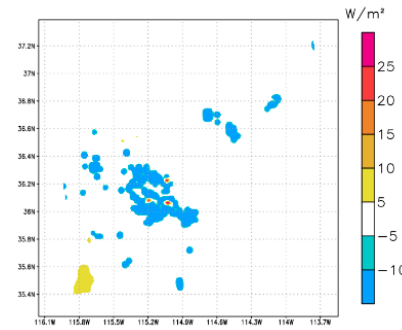 W/m²
37.2N
37N
36.8N
36.6N
36.4N
36.2N
36N
35.8N
35.6N
35.4N
116.1W 115.8W 115.5W 115.2W 114.9W 114.6W 114.3W 114W 113.7W
25
20
15
10
5
−5
−10